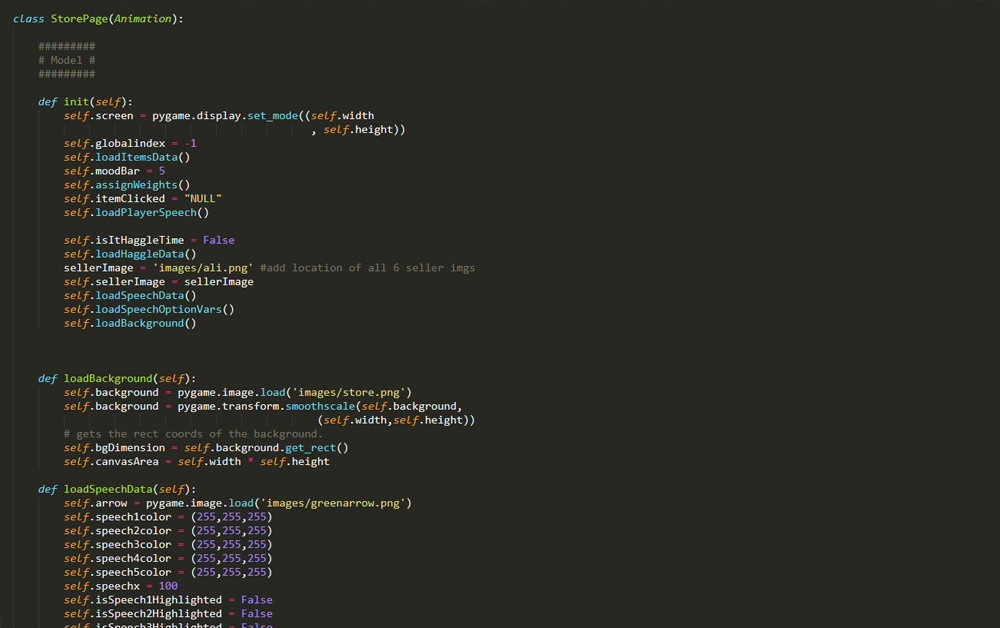 class StorePage(Animation):
#########
# Model #
#########
def init(self):
self.screen = pygame.display.set_mode((self.width
, self.height))
self.globalindex = -1
self.loadItemsData()
self.moodBar = 5
self.assignWeights()
self.itemClicked = "NULL"
self.loadPlayerSpeech()
self.isItHaggleTime = False
self.loadHaggleData()
sellerImage = 'images/ali.png' #add location of all 6 seller imgs
self.sellerImage = sellerImage
self.loadSpeechData()
self.loadSpeechOptionVars()
self.loadBackground()
def loadBackground(self):
self.background = pygame.image.load('images/store.png')
self.background = pygame.transform.smoothscale(self.background,
(self.width,self.height))
# gets the rect coords of the background.
self.bgDimension = self.background.get_rect()
self.canvasArea = self.width * self.height
def loadSpeechData(self):
self.arrow = pygame.image.load('images/greenarrow.png')
self.speech1color = (255,255,255)
self.speech2color = (255,255,255)
self.speech3color = (255,255,255)
self.speech4color = (255,255,255)
self.speech5color = (255,255,255)
self.speechx = 100
self.isSpeech1Highlighted = False
self.isSpeech2Highlighted = False
self.isSpeech3Highlighted = False